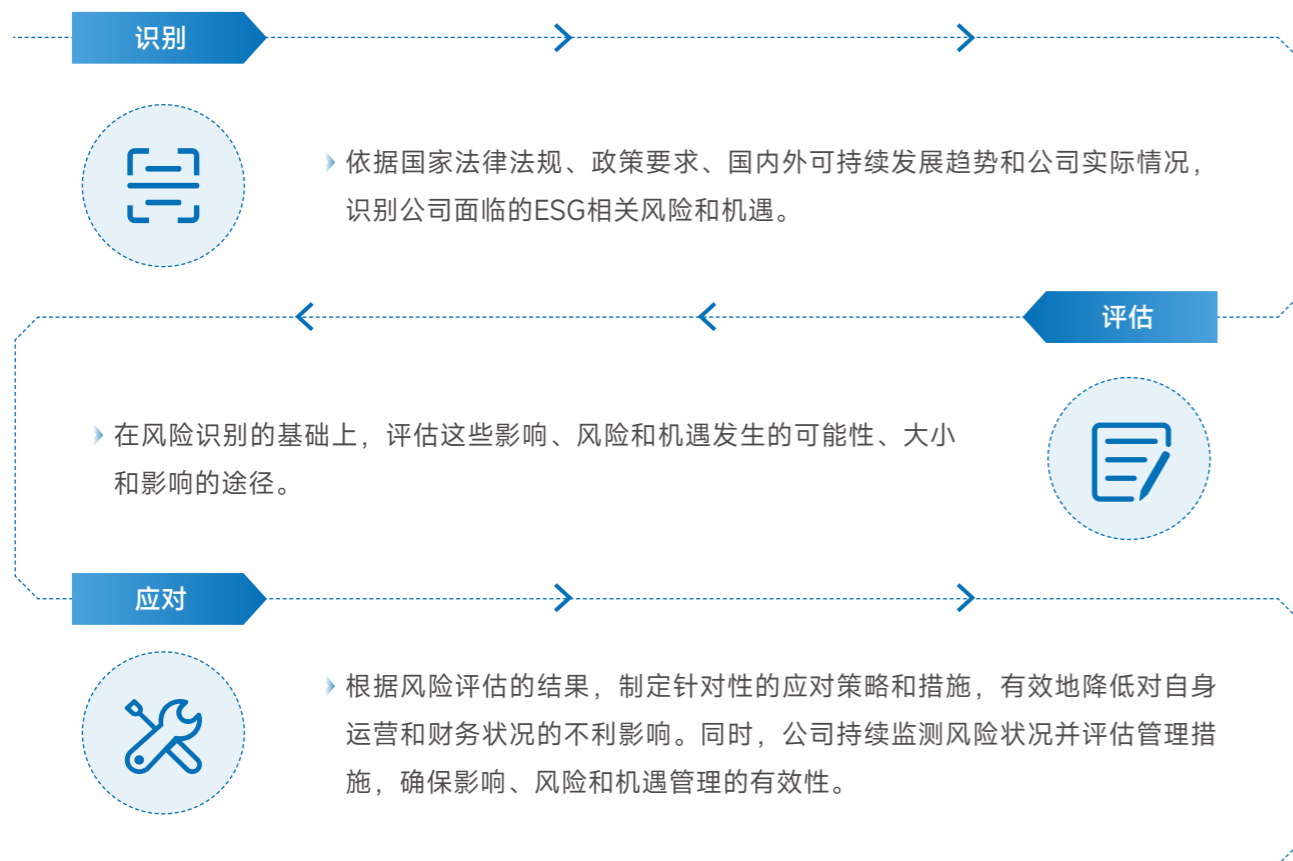 识别
依据国家法律法规、政策要求、国内外可持续发展趋势和公司实际情况，
识别公司面临的ESG相关风险和机遇。
评估
在风险识别的基础上，评估这些影响、风险和机遇发生的可能性、大小
和影响的途径。
应对
根据风险评估的结果，制定针对性的应对策略和措施，有效地降低对自身
运营和财务状况的不利影响。同时，公司持续监测风险状况并评估管理措
施，确保影响、风险和机遇管理的有效性。